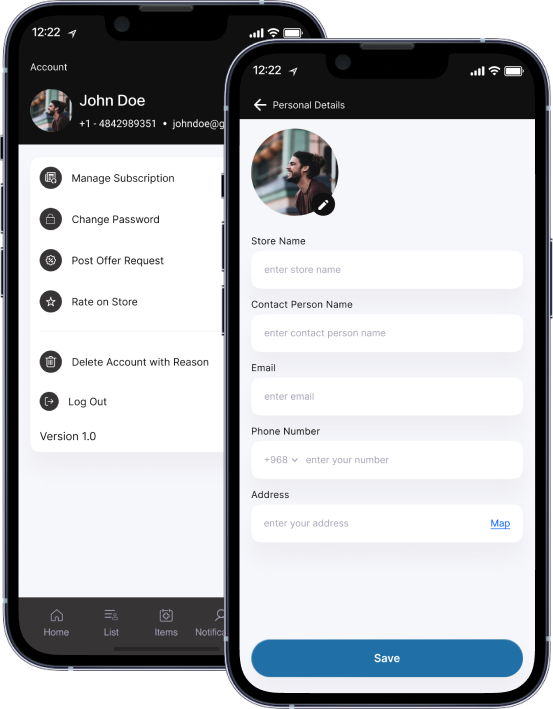 12:22
Account
John Doe
+1 - 4842989351 • johndoe@g
Manage Subscription
Change Password
Post Offer Request
Rate on Store
Delete Account with Reason
Log Out
Version 1.0
Home
List
Items
12:22
Personal Details
Store Name
enter store name
Contact Person Name
enter contact person name
Email
enter email
Phone Number
+968 enter your number
Address
enter your address Map
Save